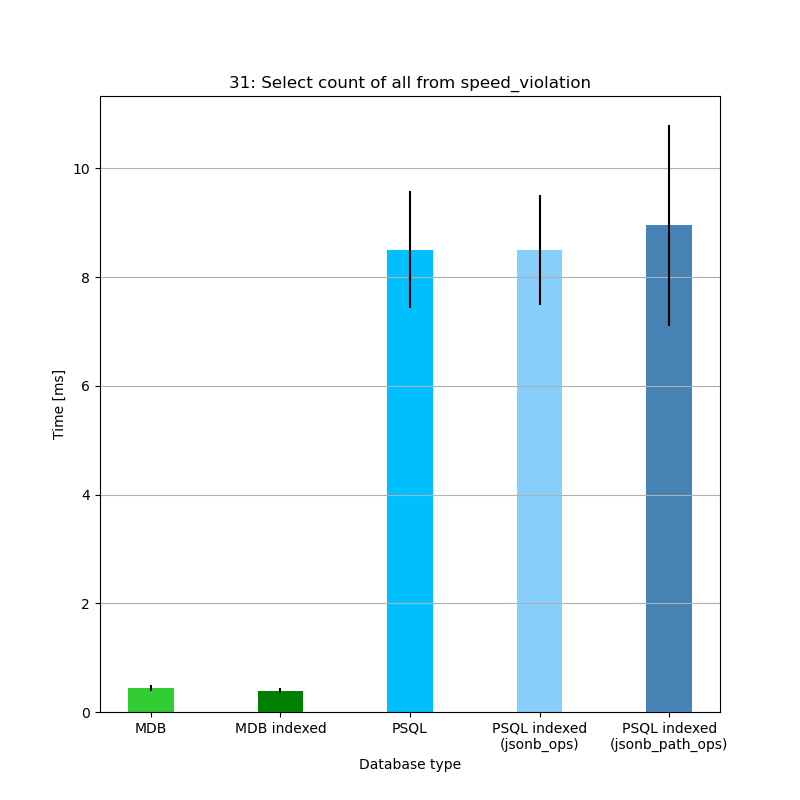 31: Select count of all from speed_violation
Time [ms]
10
8
6
4
2
0
MDB
MDB indexed
PSQL
PSQL indexed
(jsonb_ops)
PSQL indexed
(jsonb_path_ops)
Database type